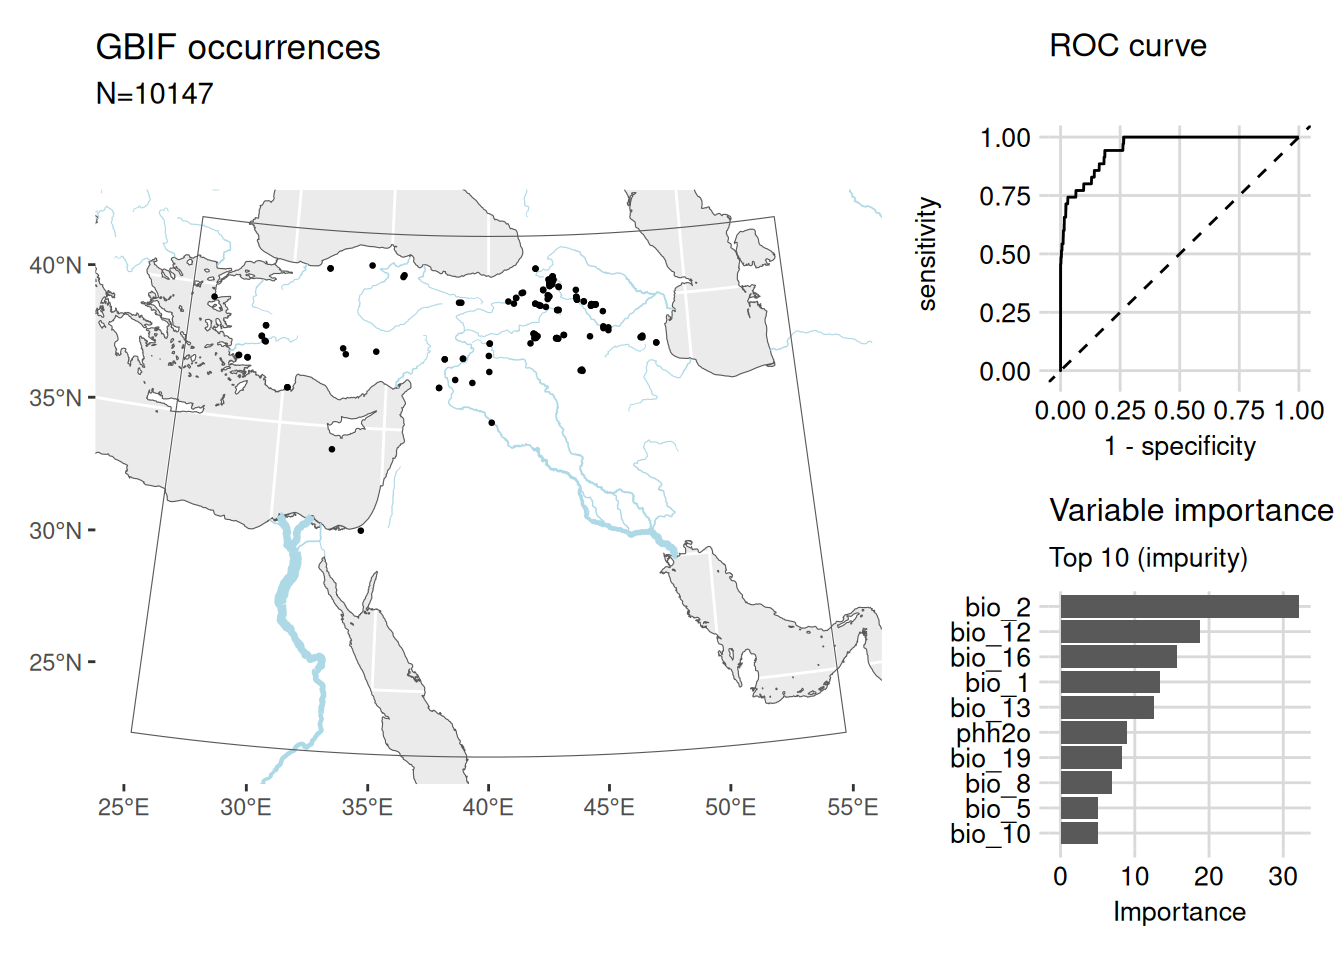 GBIF occurrences
N=10147
40°N
35°N
30°N
25°N
25°E 30°E 35°E 40°E 45°E 50°E 55°E
ROC curve
sensitivity
1.00
0.75
0.50
0.25
0.00
0.00 0.25 0.50 0.75 1.00
1 - specificity
Variable importance
Top 10 (impurity)
bio_2
bio_12
bio_16
bio_1
bio_13
phh2o
bio_19
bio_8
bio_5
bio_10
0 10 20 30
Importance